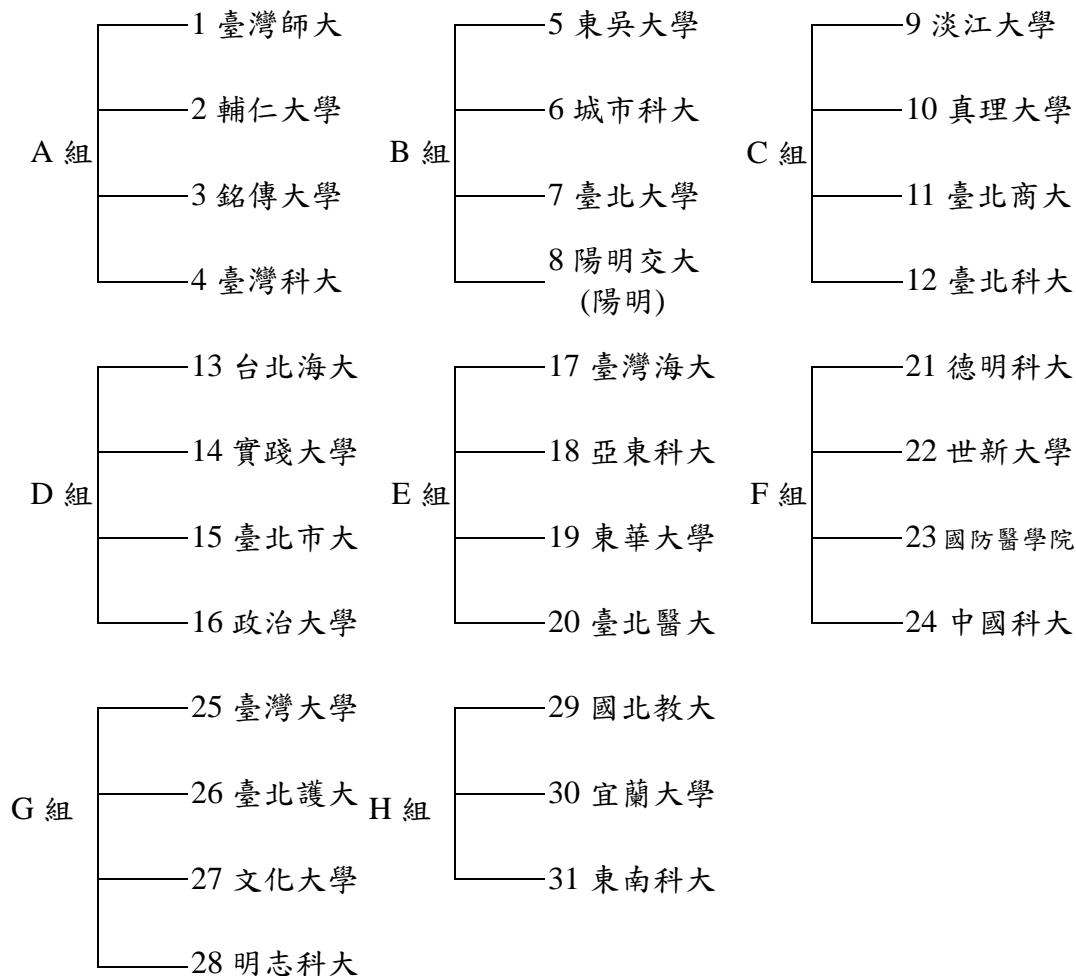 A 組
1 臺灣師大
2 輔仁大學
3 銘傳大學
4 臺灣科大
B 組
5 東吳大學
6 城市科大
7 臺北大學
8 陽明交大
(陽明)
C 組
9 淡江大學
10 真理大學
11 臺北商大
12 臺北科大
D 組
13 台北海大
14 實踐大學
15 臺北市大
16 政治大學
E 組
17 臺灣海大
18 亞東科大
19 東華大學
20 臺北醫大
F 組
21 德明科大
22 世新大學
23 國防醫學院
24 中國科大
G 組
25 臺灣大學
26 臺北護大
27 文化大學
28 明志科大
H 組
29 國北教大
30 宜蘭大學
31 東南科大